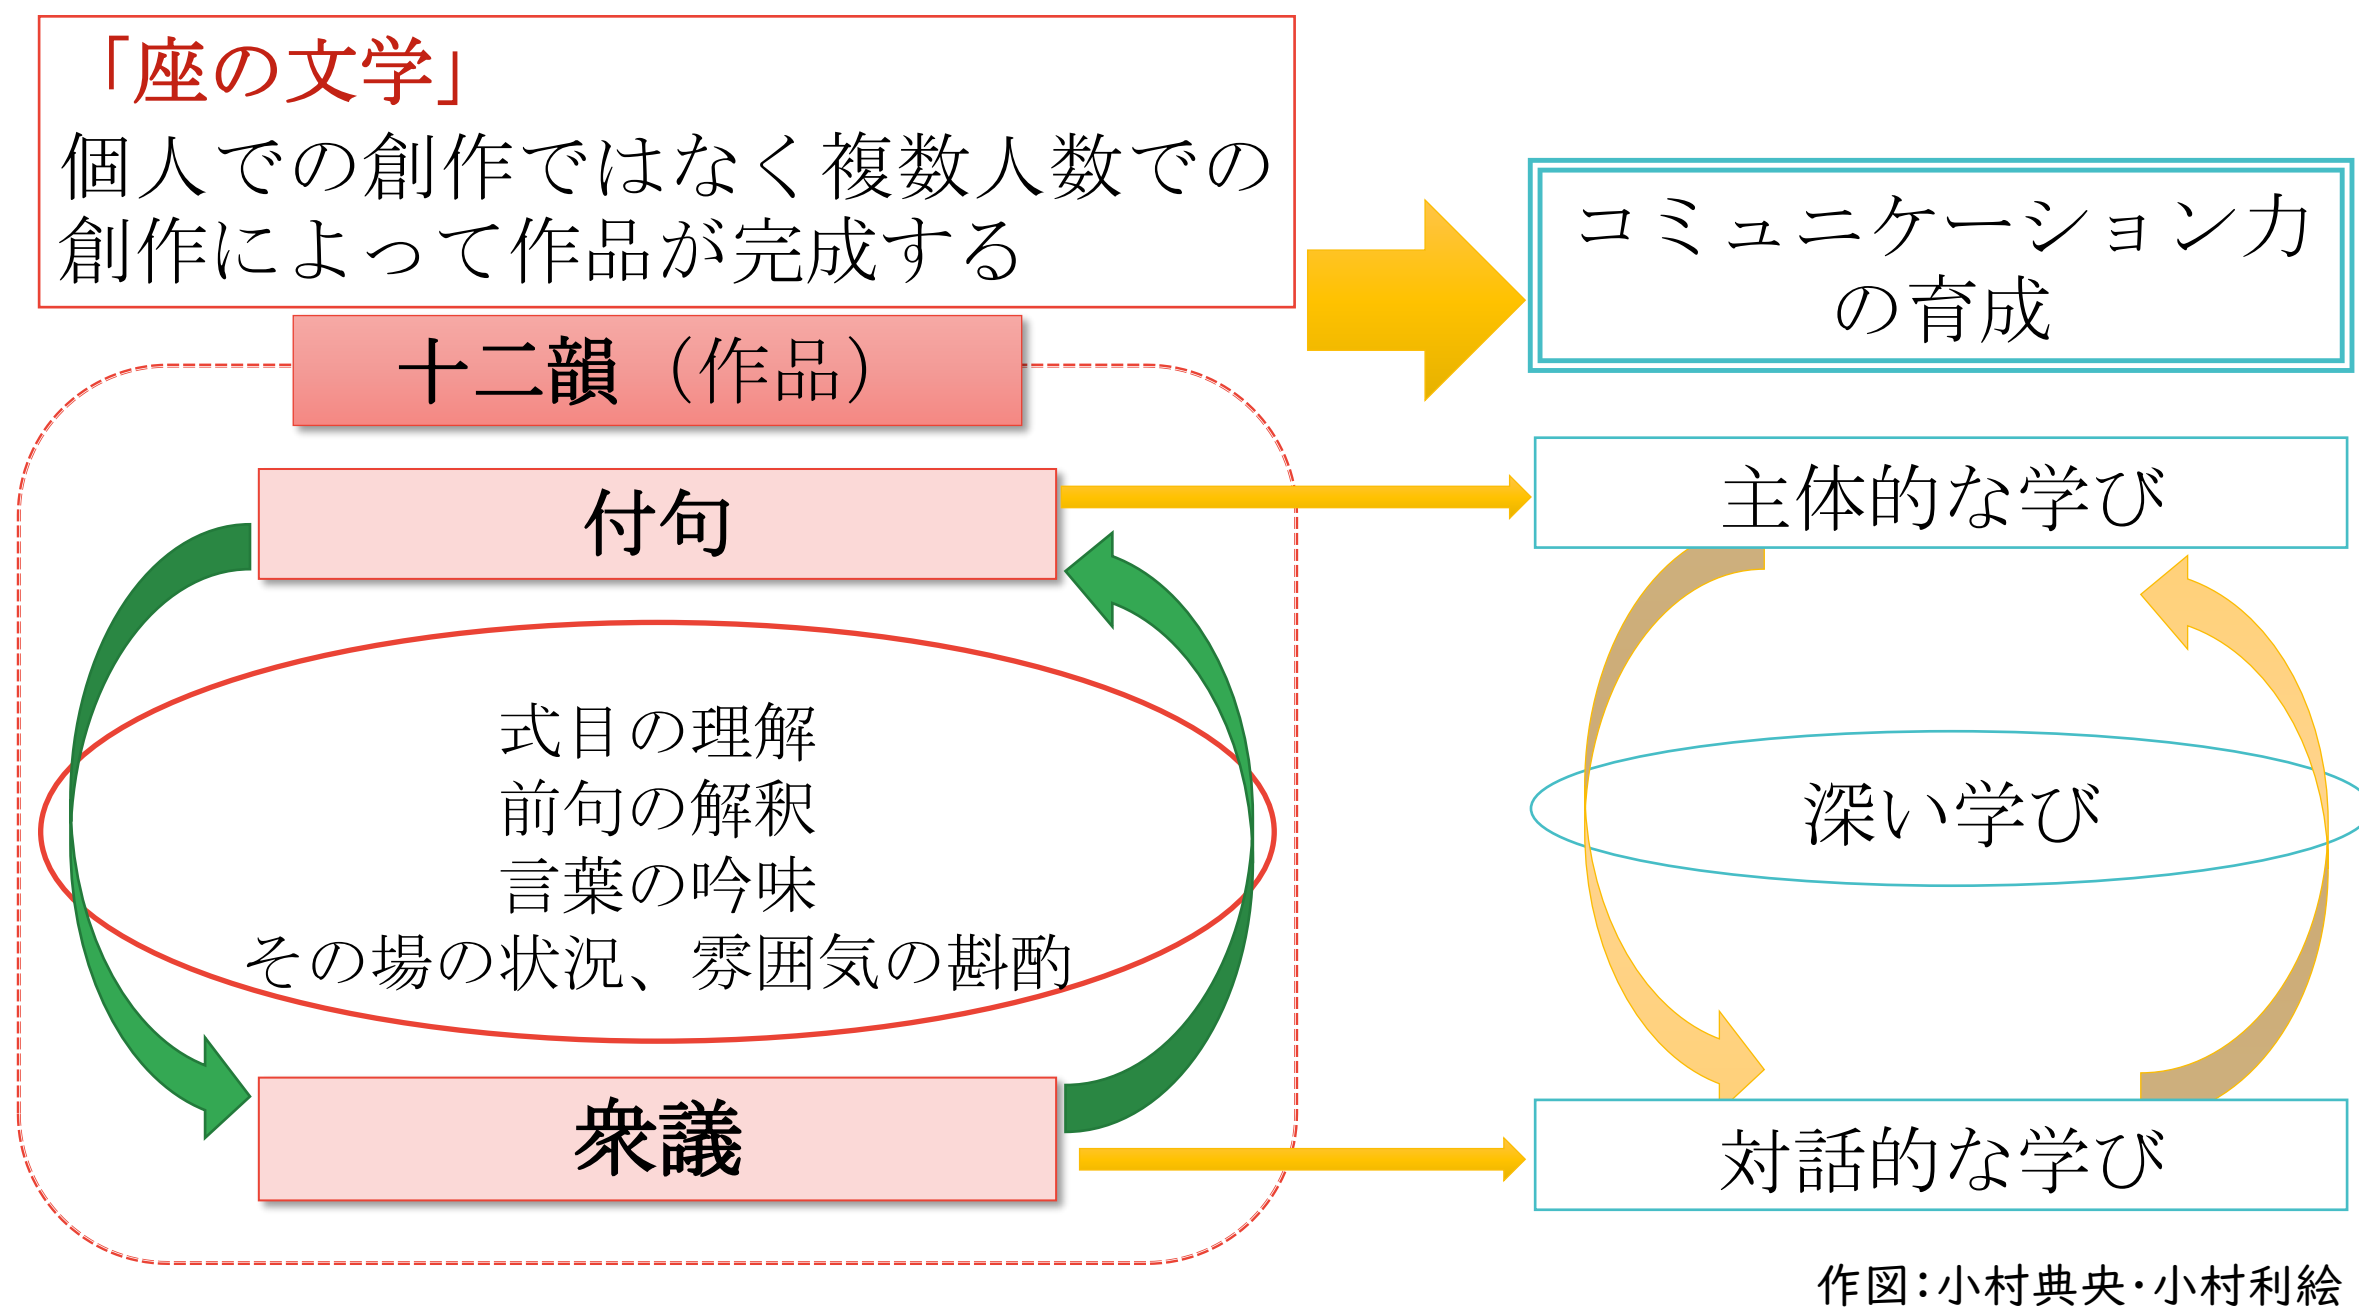 「座の文学」
個人での創作ではなく複数人数での
創作によって作品が完成する
コミュニケーション力
の育成
十二韻（作品）
付句
主体的な学び
式目の理解
前句の解釈
言葉の吟味
その場の状況、雰囲気の斟酌
深い学び
衆議
対話的な学び
作図：小村典央・小村利絵